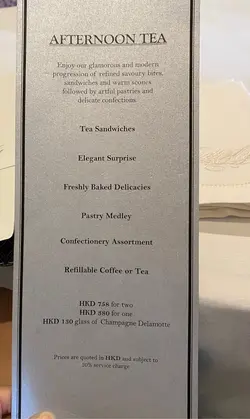 AFTERNOON TEA
Enjoy our glamorous and modern
progression of refined savoury bites,
sandwiches and warm scones
followed by artful pastries and
delicate confections.
Tea Sandwiches
Elegant Surprise
Freshly Baked Delicacies
Pastry Medley
Confectionery Assortment
Refillable Coffee or Tea
HKD 758 for two
HKD 380 for one
HKD 130 glass of Champagne Delamotte
Prices are quoted in HKD and subject to
10% service charge